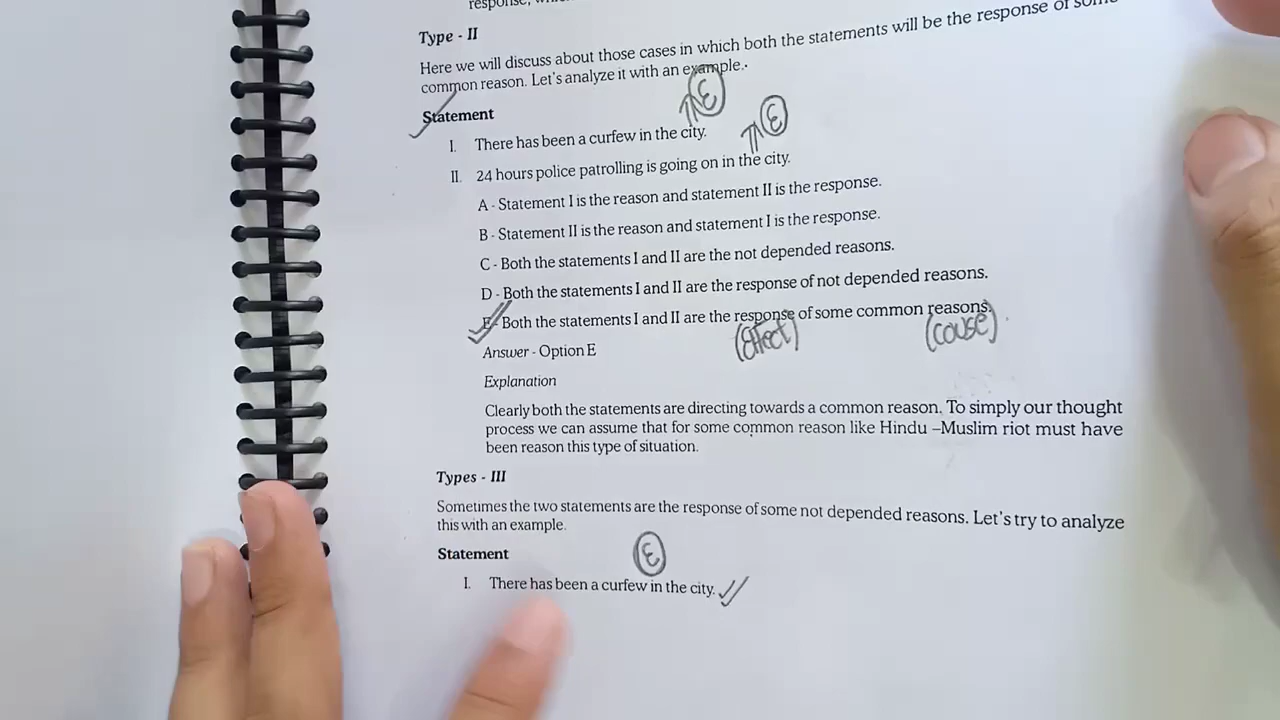 Type - II
Here we will discuss about those cases in which both the statements will be the response of some
common reason. Let's analyze it with an example.
Statement
E
I. There has been a curfew in the city.
E
II. 24 hours police patrolling is going on in the city.
A - Statement I is the reason and statement II is the response.
B - Statement II is the reason and statement I is the response.
C - Both the statements I and II are the not depended reasons.
D - Both the statements I and II are the response of not depended reasons.
E - Both the statements I and II are the response of some common reasons.
(Effect) (cause)
Answer - Option E
Explanation
Clearly both the statements are directing towards a common reason. To simply our thought
process we can assume that for some common reason like Hindu –Muslim riot must have
been reason this type of situation.
Types - III
Sometimes the two statements are the response of some not depended reasons. Let's try to analyze
this with an example.
Statement
E
I. There has been a curfew in the city.